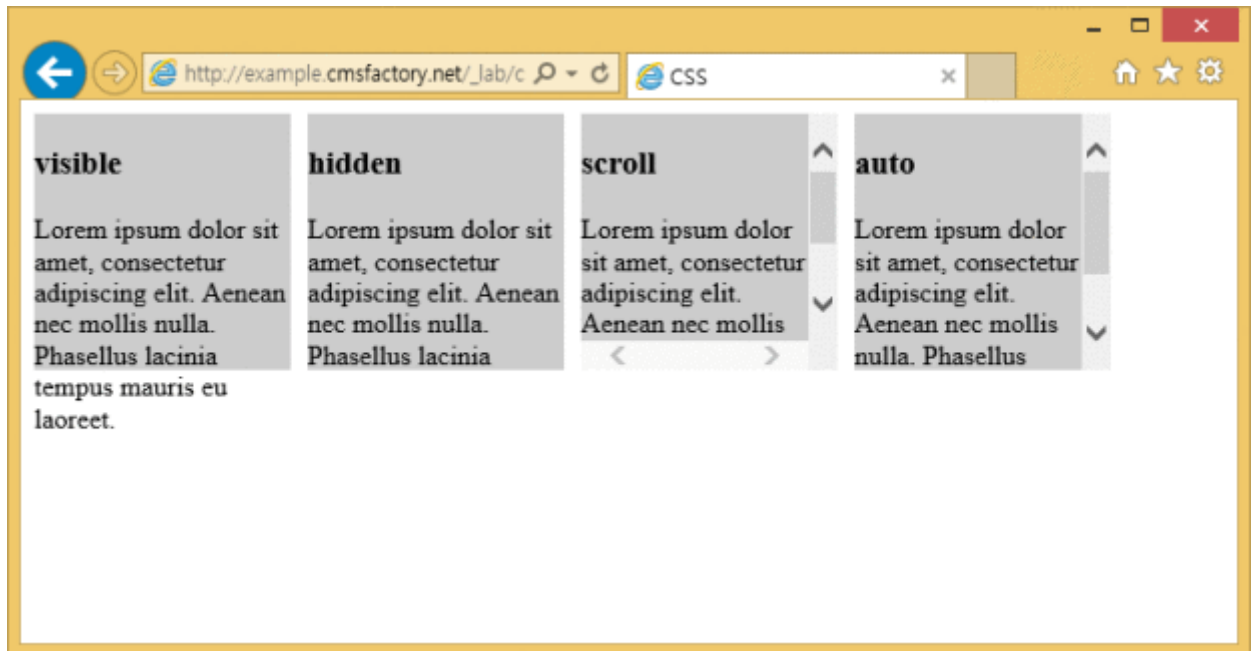 http://example.cmsfactory.net/_lab/c
CSS
visible
Lorem ipsum dolor sit
amet, consectetur
adipiscing elit. Aenean
nec mollis nulla.
Phasellus lacinia
tempus mauris eu
laoreet.
hidden
Lorem ipsum dolor sit
amet, consectetur
adipiscing elit. Aenean
nec mollis nulla.
Phasellus lacinia
scroll
Lorem ipsum dolor
sit amet, consectetur
adipiscing elit.
Aenean nec mollis
auto
Lorem ipsum dolor
sit amet, consectetur
adipiscing elit.
Aenean nec mollis
nulla. Phasellus